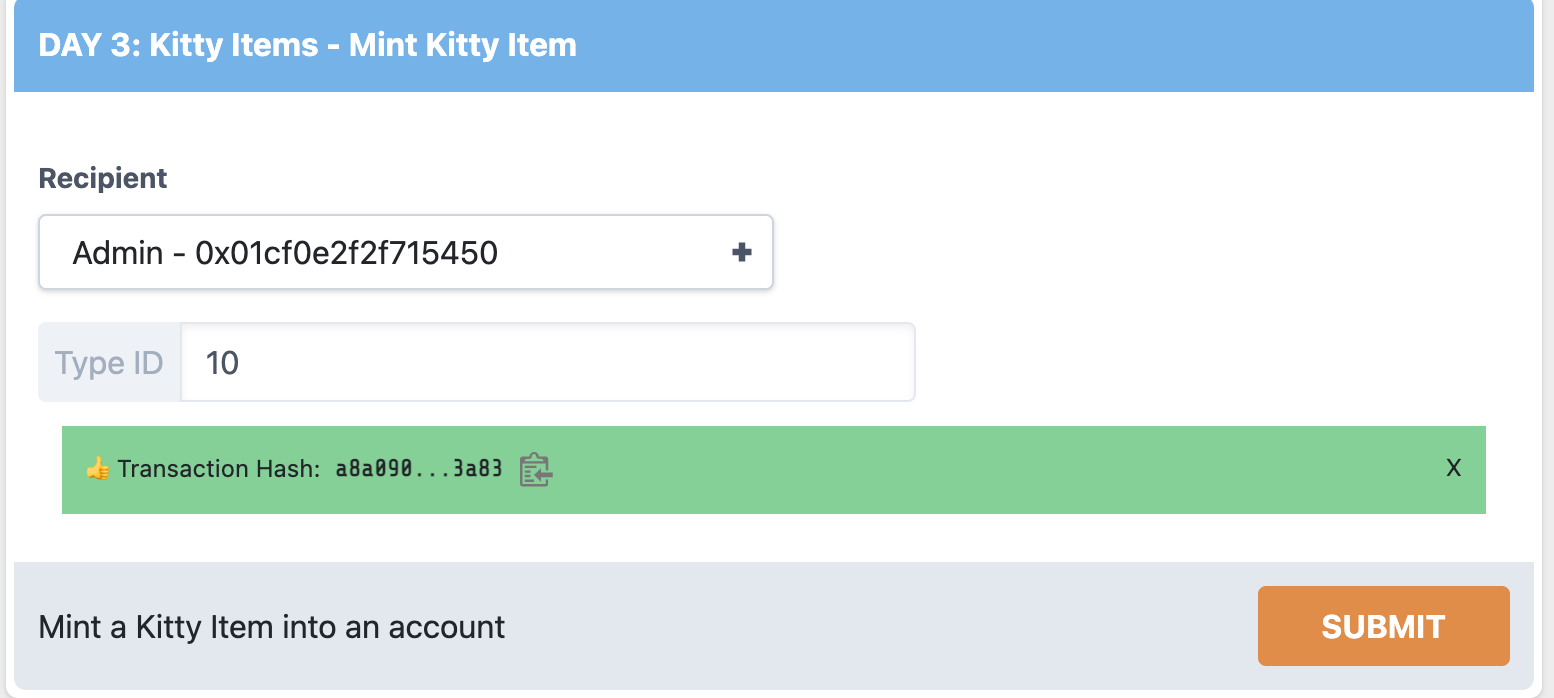 DAY 3: Kitty Items - Mint Kitty Item
Recipient
Admin - 0x01cf0e2f2f715450
Type ID 10
👍 Transaction Hash: a8a090...3a83 X
Mint a Kitty Item into an account SUBMIT